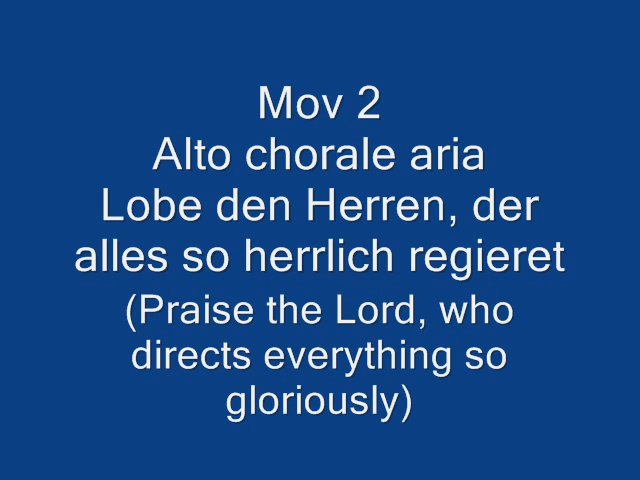 Mov 2
Alto chorale aria
Lobe den Herren, der
alles so herrlich regieret
(Praise the Lord, who
directs everything so
gloriously)